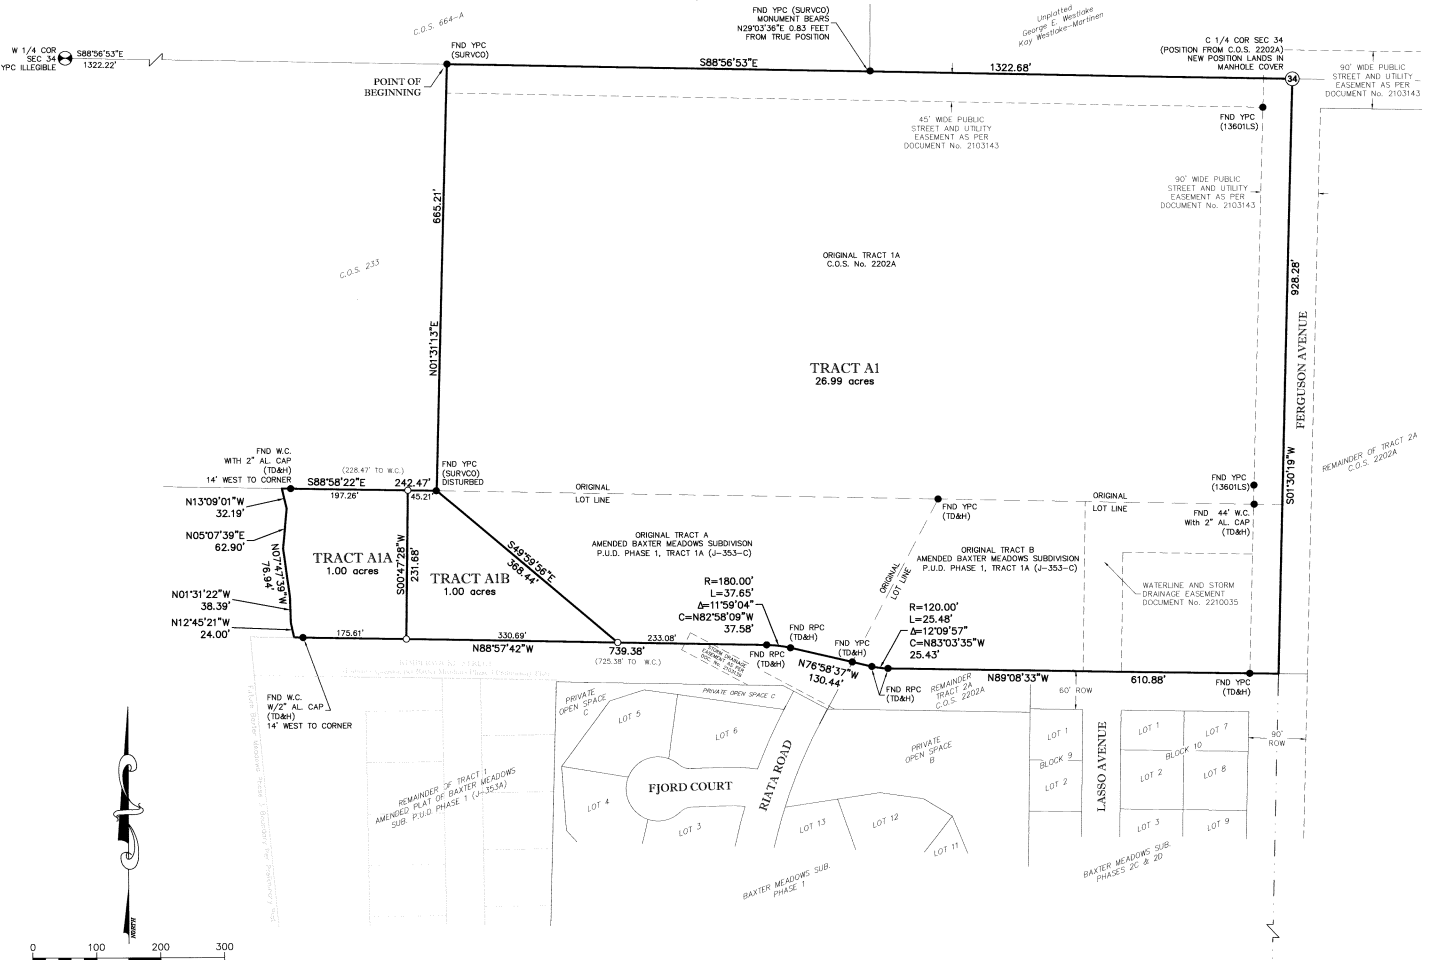 C.O.S. 664-A
FND YPC (SURVCO)
MONUMENT BEARS
N29°03'36"E 0.83 FEET
FROM TRUE POSITION
Unplatted
George E. Westlake
Kay Westlake-Martinen
W 1/4 COR
SEC 34
YPC ILLEGIBLE
S88°56'53"E
1322.22'
FND YPC
(SURVCO)
POINT OF
BEGINNING
S88°56'53"E
1322.68'
C 1/4 COR SEC 34
(POSITION FROM C.O.S. 2202A)
NEW POSITION LANDS IN
MANHOLE COVER
34
90' WIDE PUBLIC
STREET AND UTILITY
EASEMENT AS PER
DOCUMENT No. 2103143
45' WIDE PUBLIC
STREET AND UTILITY
EASEMENT AS PER
DOCUMENT No. 2103143
FND YPC
(13601LS)
90' WIDE PUBLIC
STREET AND UTILITY
EASEMENT AS PER
DOCUMENT No. 2103143
665.21'
N01°31'13"E
C.O.S. 233
ORIGINAL TRACT 1A
C.O.S. No. 2202A
928.28'
S01°30'19"W
FERGUSON AVENUE
TRACT A1
26.99 acres
REMAINDER OF TRACT 2A
C.O.S. 2202A
FND W.C.
WITH 2" AL. CAP
(TD&H)
14' WEST TO CORNER
(228.47' TO W.C.)
S88°58'22"E
242.47'
197.26'
45.21'
FND YPC
(SURVCO)
DISTURBED
ORIGINAL
LOT LINE
FND YPC
(TD&H)
ORIGINAL
LOT LINE
FND YPC
(13601LS)
FND 44' W.C.
With 2" AL. CAP
(TD&H)
N13°09'01"W
32.19'
N05°07'39"E
62.90'
N07°47'39"W
76.94'
N01°31'22"W
38.39'
N12°45'21"W
24.00'
TRACT A1A
1.00 acres
S00°47'28"W
231.68'
TRACT A1B
1.00 acres
S49°59'56"E
368.44'
ORIGINAL TRACT A
AMENDED BAXTER MEADOWS SUBDIVISON
P.U.D. PHASE 1, TRACT 1A (J-353-C)
ORIGINAL
LOT LINE
ORIGINAL TRACT B
AMENDED BAXTER MEADOWS SUBDIVISION
P.U.D. PHASE 1, TRACT 1A (J-353-C)
WATERLINE AND STORM
DRAINAGE EASEMENT
DOCUMENT No. 2210035
R=180.00'
L=37.65'
Δ=11°59'04"
C=N82°58'09"W
37.58'
R=120.00'
L=25.48'
Δ=12°09'57"
C=N83°03'35"W
25.43'
175.61'
330.69'
N88°57'42"W
739.38'
(725.38' TO W.C.)
233.08'
STORM DRAINAGE
EASEMENT AS PER
FND RPC
(TD&H)
FND RPC
(TD&H)
FND YPC
(TD&H)
N76°58'37"W
130.44'
FND RPC
(TD&H)
REMAINDER
TRACT 2A
C.O.S. 2202A
N89°08'33"W
610.88'
FND YPC
(TD&H)
60' ROW
FND W.C.
W/2" AL. CAP
(TD&H)
14' WEST TO CORNER
PRIVATE
OPEN SPACE
C
PRIVATE OPEN SPACE C
LOT 5
LOT 6
LOT 4
LOT 3
FJORD COURT
RIATA ROAD
PRIVATE
OPEN SPACE
B
LOT 13
LOT 12
LOT 11
LOT 1
BLOCK 9
LOT 2
LASSO AVENUE
LOT 1
LOT 7
BLOCK 10
LOT 2
LOT 8
LOT 3
LOT 9
90'
ROW
REMAINDER OF TRACT 1
AMENDED PLAT OF BAXTER MEADOWS
SUB. P.U.D. PHASE 1 (J-353A)
BAXTER MEADOWS SUB.
PHASE 1
BAXTER MEADOWS SUB.
PHASES 2C & 2D
NORTH
0 100 200 300